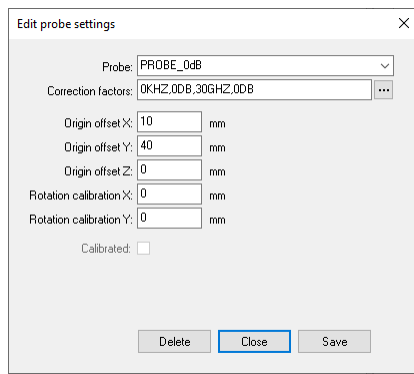 Edit probe settings
Probe: PROBE_0dB
Correction factors: 0KHZ,0DB,30GHZ,0DB ...
Origin offset X: 10 mm
Origin offset Y: 40 mm
Origin offset Z: 0 mm
Rotation calibration X: 0 mm
Rotation calibration Y: 0 mm
Calibrated:
Delete Close Save